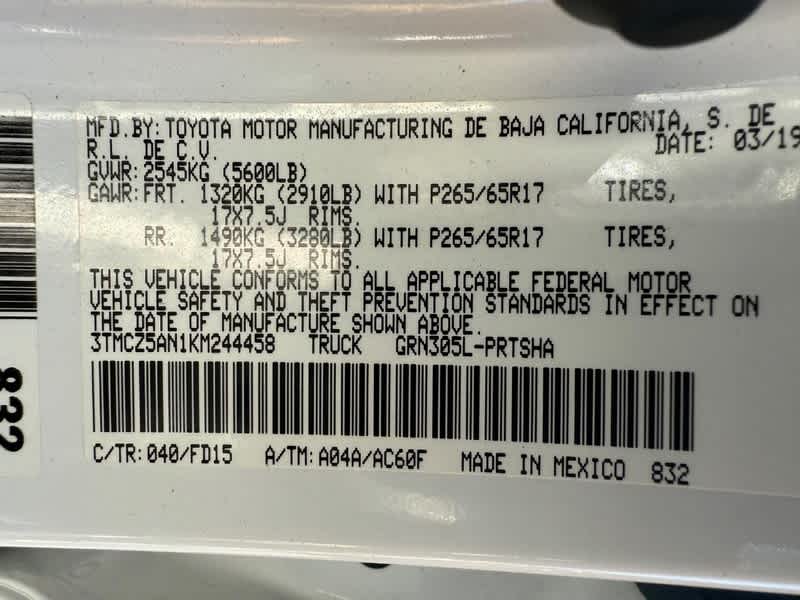 MFD. BY: TOYOTA MOTOR MANUFACTURING DE BAJA CALIFORNIA, S. DE
R.L. DE C.V. DATE: 03/19
GVWR: 2545KG (5600LB)
GAWR: FRT. 1320KG (2910LB) WITH P265/65R17 TIRES,
17X7.5J RIMS.
RR. 1490KG (3280LB) WITH P265/65R17 TIRES,
17X7.5J RIMS.
THIS VEHICLE CONFORMS TO ALL APPLICABLE FEDERAL MOTOR
VEHICLE SAFETY AND THEFT PREVENTION STANDARDS IN EFFECT ON
THE DATE OF MANUFACTURE SHOWN ABOVE.
3TMCZ5AN1KM244458 TRUCK GRN305L-PRTSHA
C/TR: 040/FD15 A/TM: A04A/AC60F MADE IN MEXICO 832
832